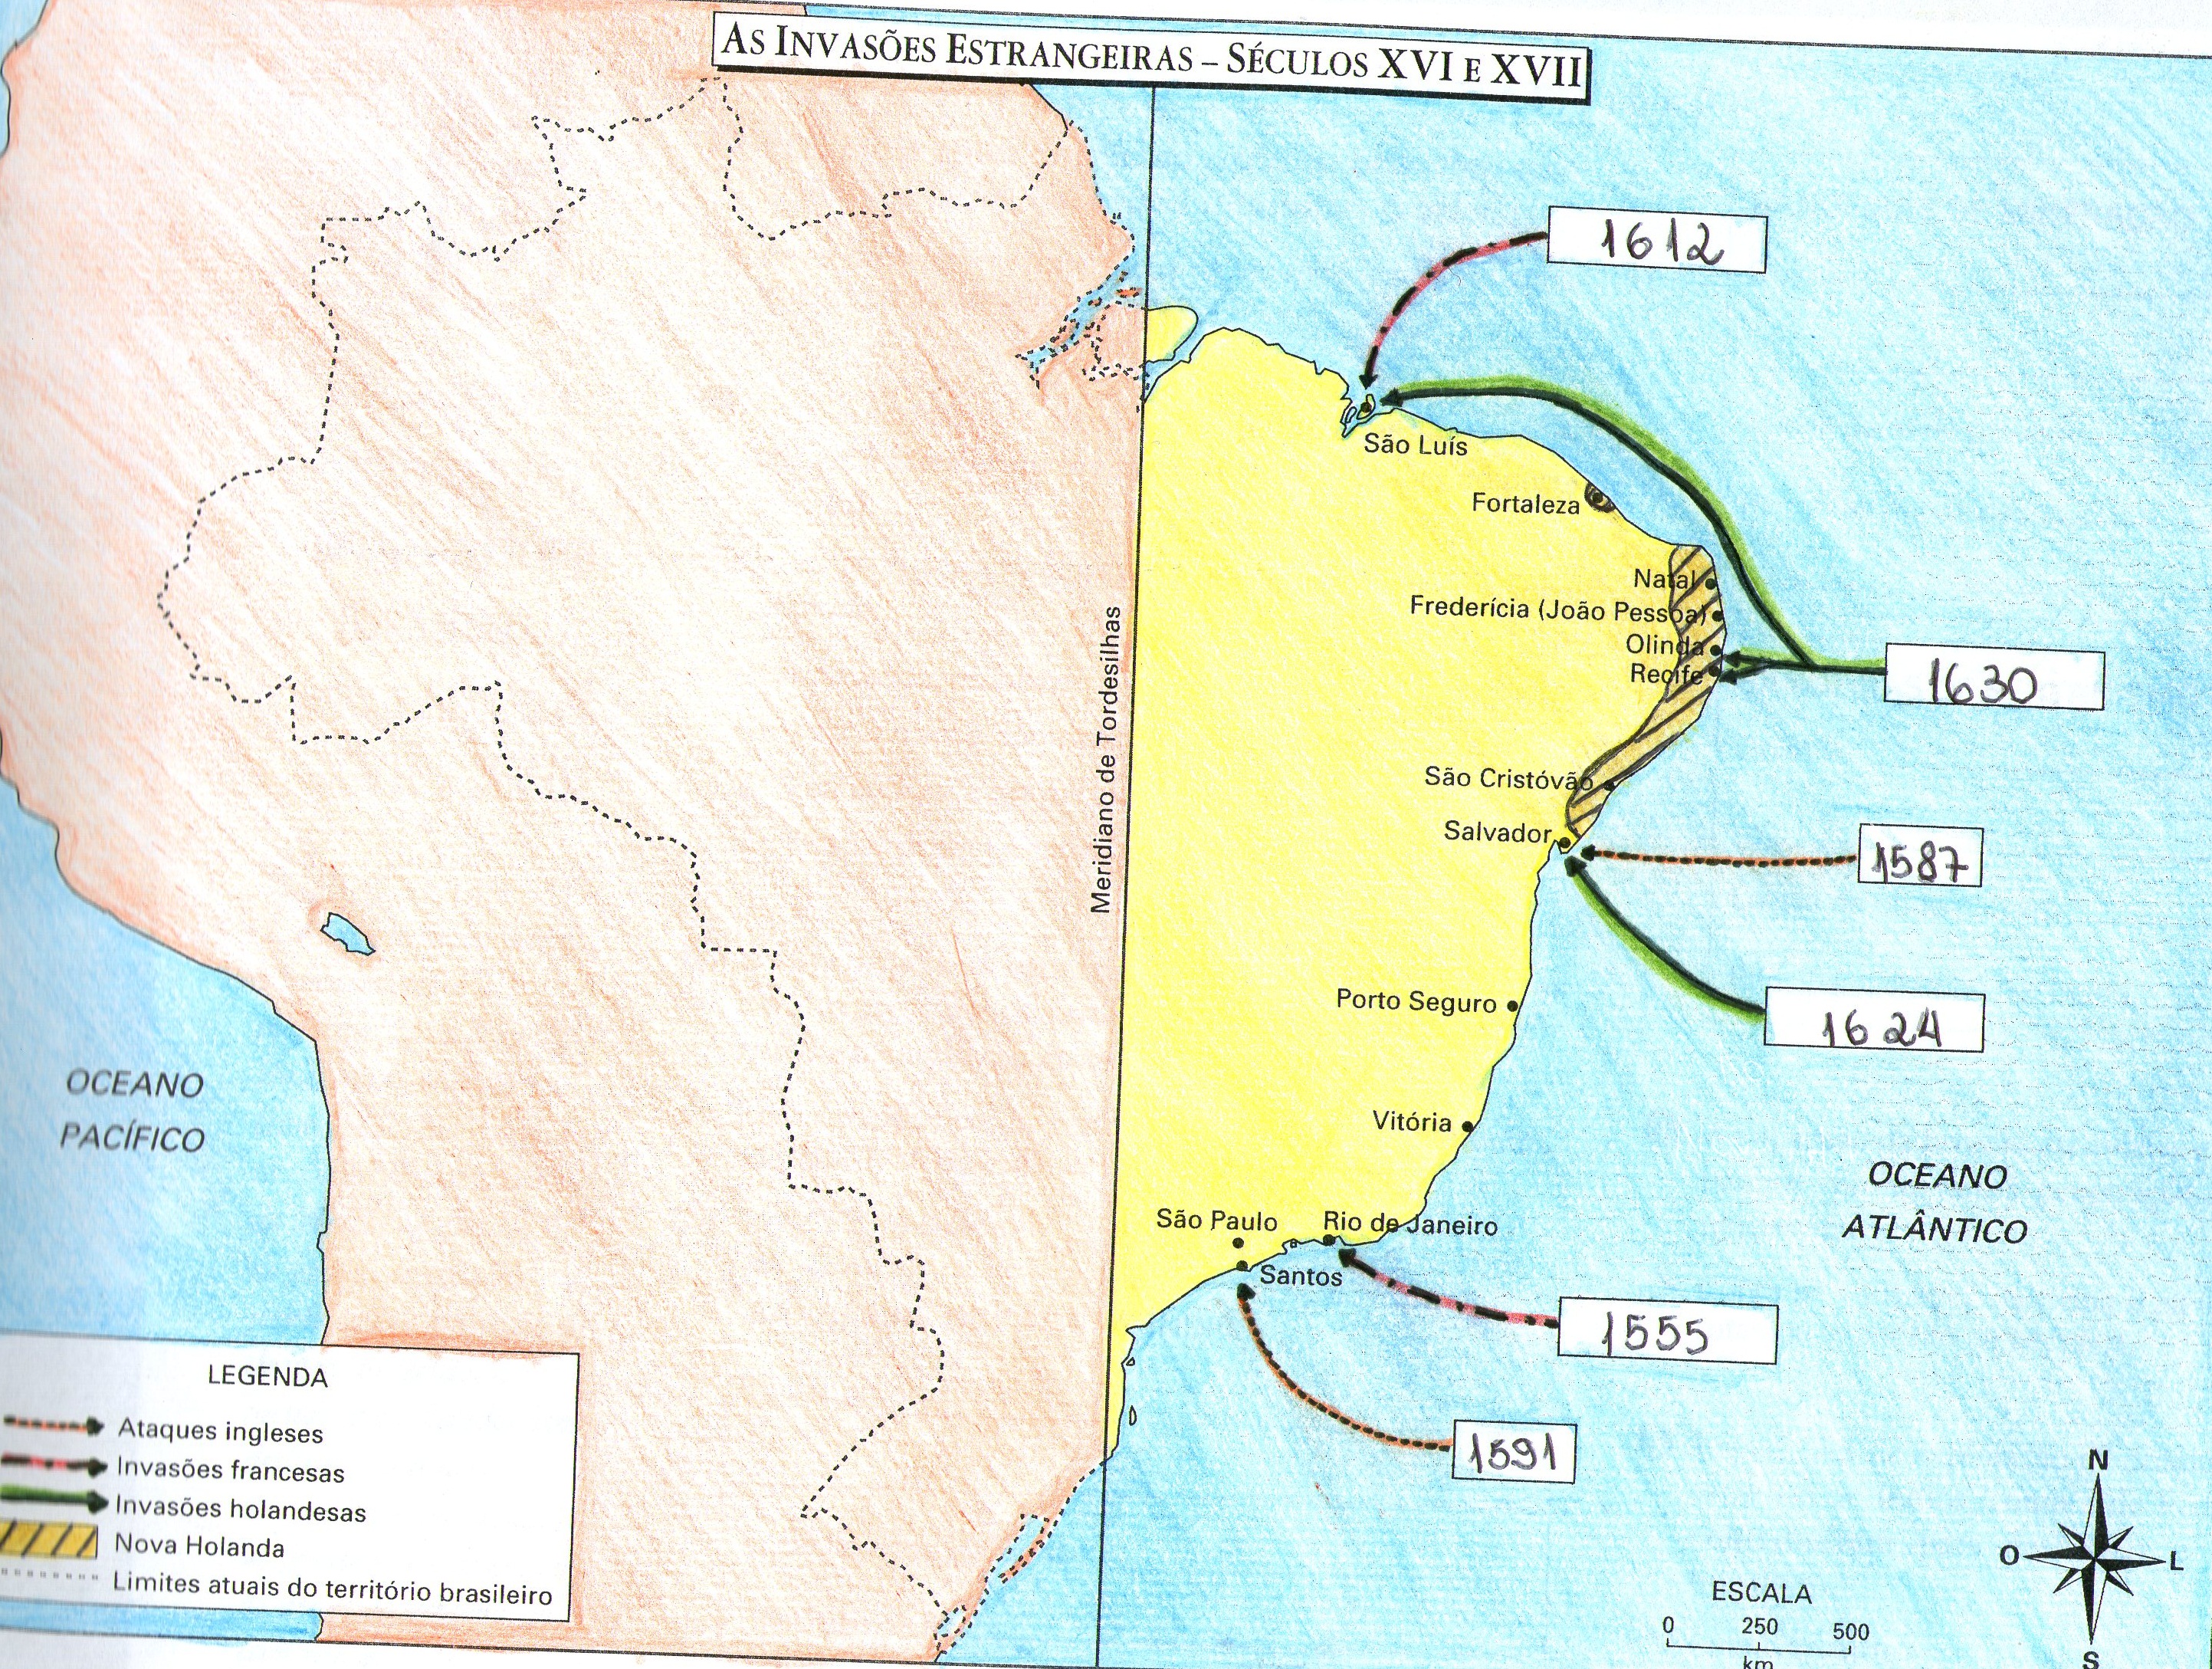 AS INVASÕES ESTRANGEIRAS – SÉCULOS XVI E XVII
1612
São Luís
Fortaleza
Natal
Frederícia (João Pessoa)
Olinda
Recife
1630
Meridiano de Tordesilhas
São Cristóvão
Salvador
1587
1624
Porto Seguro
OCEANO
PACÍFICO
Vitória
OCEANO
ATLÂNTICO
São Paulo
Rio de Janeiro
Santos
1555
1591
LEGENDA
Ataques ingleses
Invasões francesas
Invasões holandesas
Nova Holanda
Limites atuais do território brasileiro
N
O
L
S
ESCALA
0 250 500
km